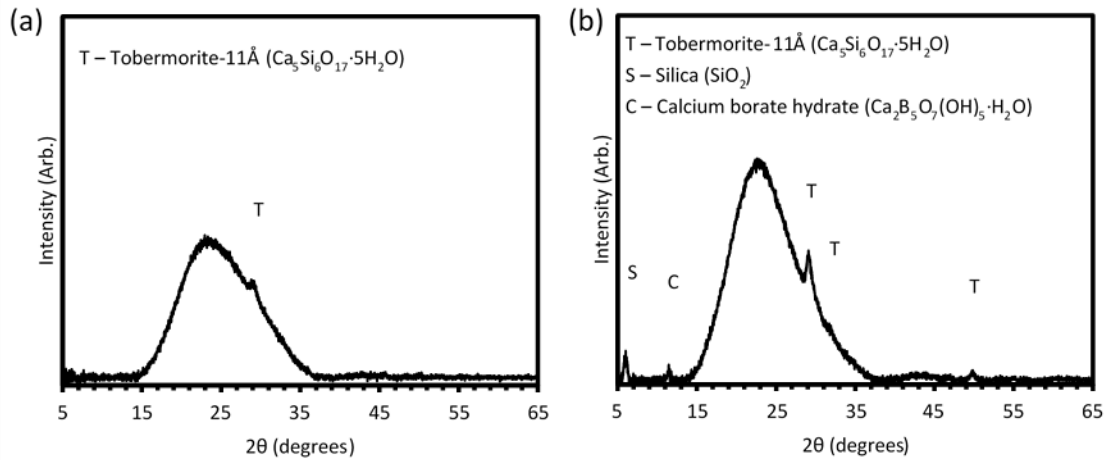 (a)
T – Tobermorite-11Å (Ca₅Si₆O₁₇·5H₂O)
T
Intensity (Arb.)
5 15 25 35 45 55 65
2θ (degrees)
(b)
T – Tobermorite-11Å (Ca₅Si₆O₁₇·5H₂O)
S – Silica (SiO₂)
C – Calcium borate hydrate (Ca₂B₅O₇(OH)₅·H₂O)
T
T
S
C
T
Intensity (Arb.)
5 15 25 35 45 55 65
2θ (degrees)